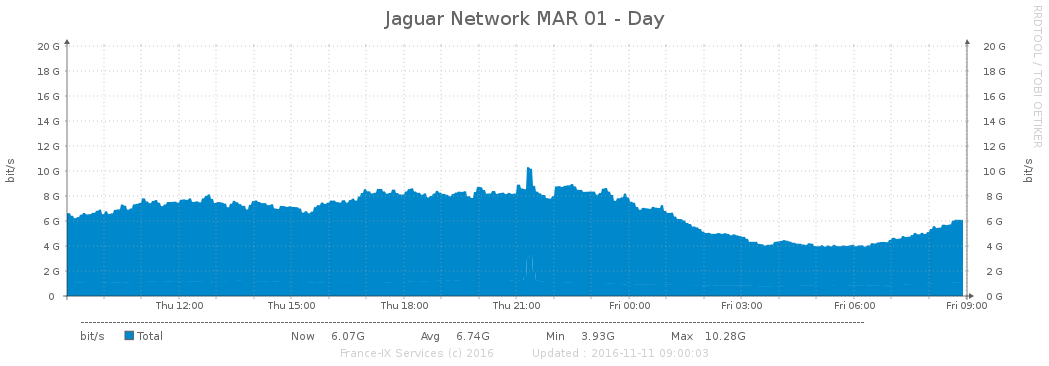 Jaguar Network MAR 01 - Day
RRDTOOL / TOBI OETIKER
20 G 20 G
18 G 18 G
16 G 16 G
14 G 14 G
12 G 12 G
10 G 10 G
8 G 8 G
6 G 6 G
4 G 4 G
2 G 2 G
0 0 G
bit/s bit/s
Thu 12:00 Thu 15:00 Thu 18:00 Thu 21:00 Fri 00:00 Fri 03:00 Fri 06:00 Fri 09:00
bit/s Total Now 6.07G Avg 6.74G Min 3.93G Max 10.28G
France-IX Services (c) 2016 Updated : 2016-11-11 09:00:03